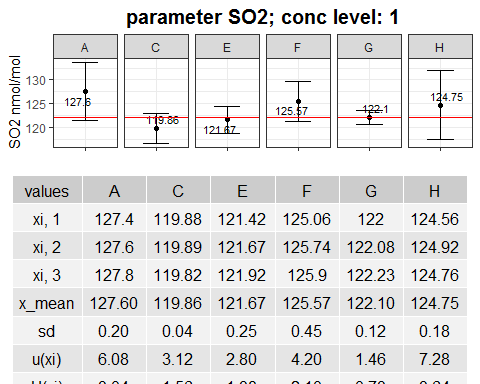 parameter SO2; conc level: 1
A C E F G H
SO2 nmol/mol
130
125
120
127.6 119.86 121.67 125.57 122.1 124.75
values A C E F G H
xi, 1 127.4 119.88 121.42 125.06 122 124.56
xi, 2 127.6 119.89 121.67 125.74 122.08 124.92
xi, 3 127.8 119.82 121.92 125.9 122.23 124.76
x_mean 127.60 119.86 121.67 125.57 122.10 124.75
sd 0.20 0.04 0.25 0.45 0.12 0.18
u(xi) 6.08 3.12 2.80 4.20 1.46 7.28